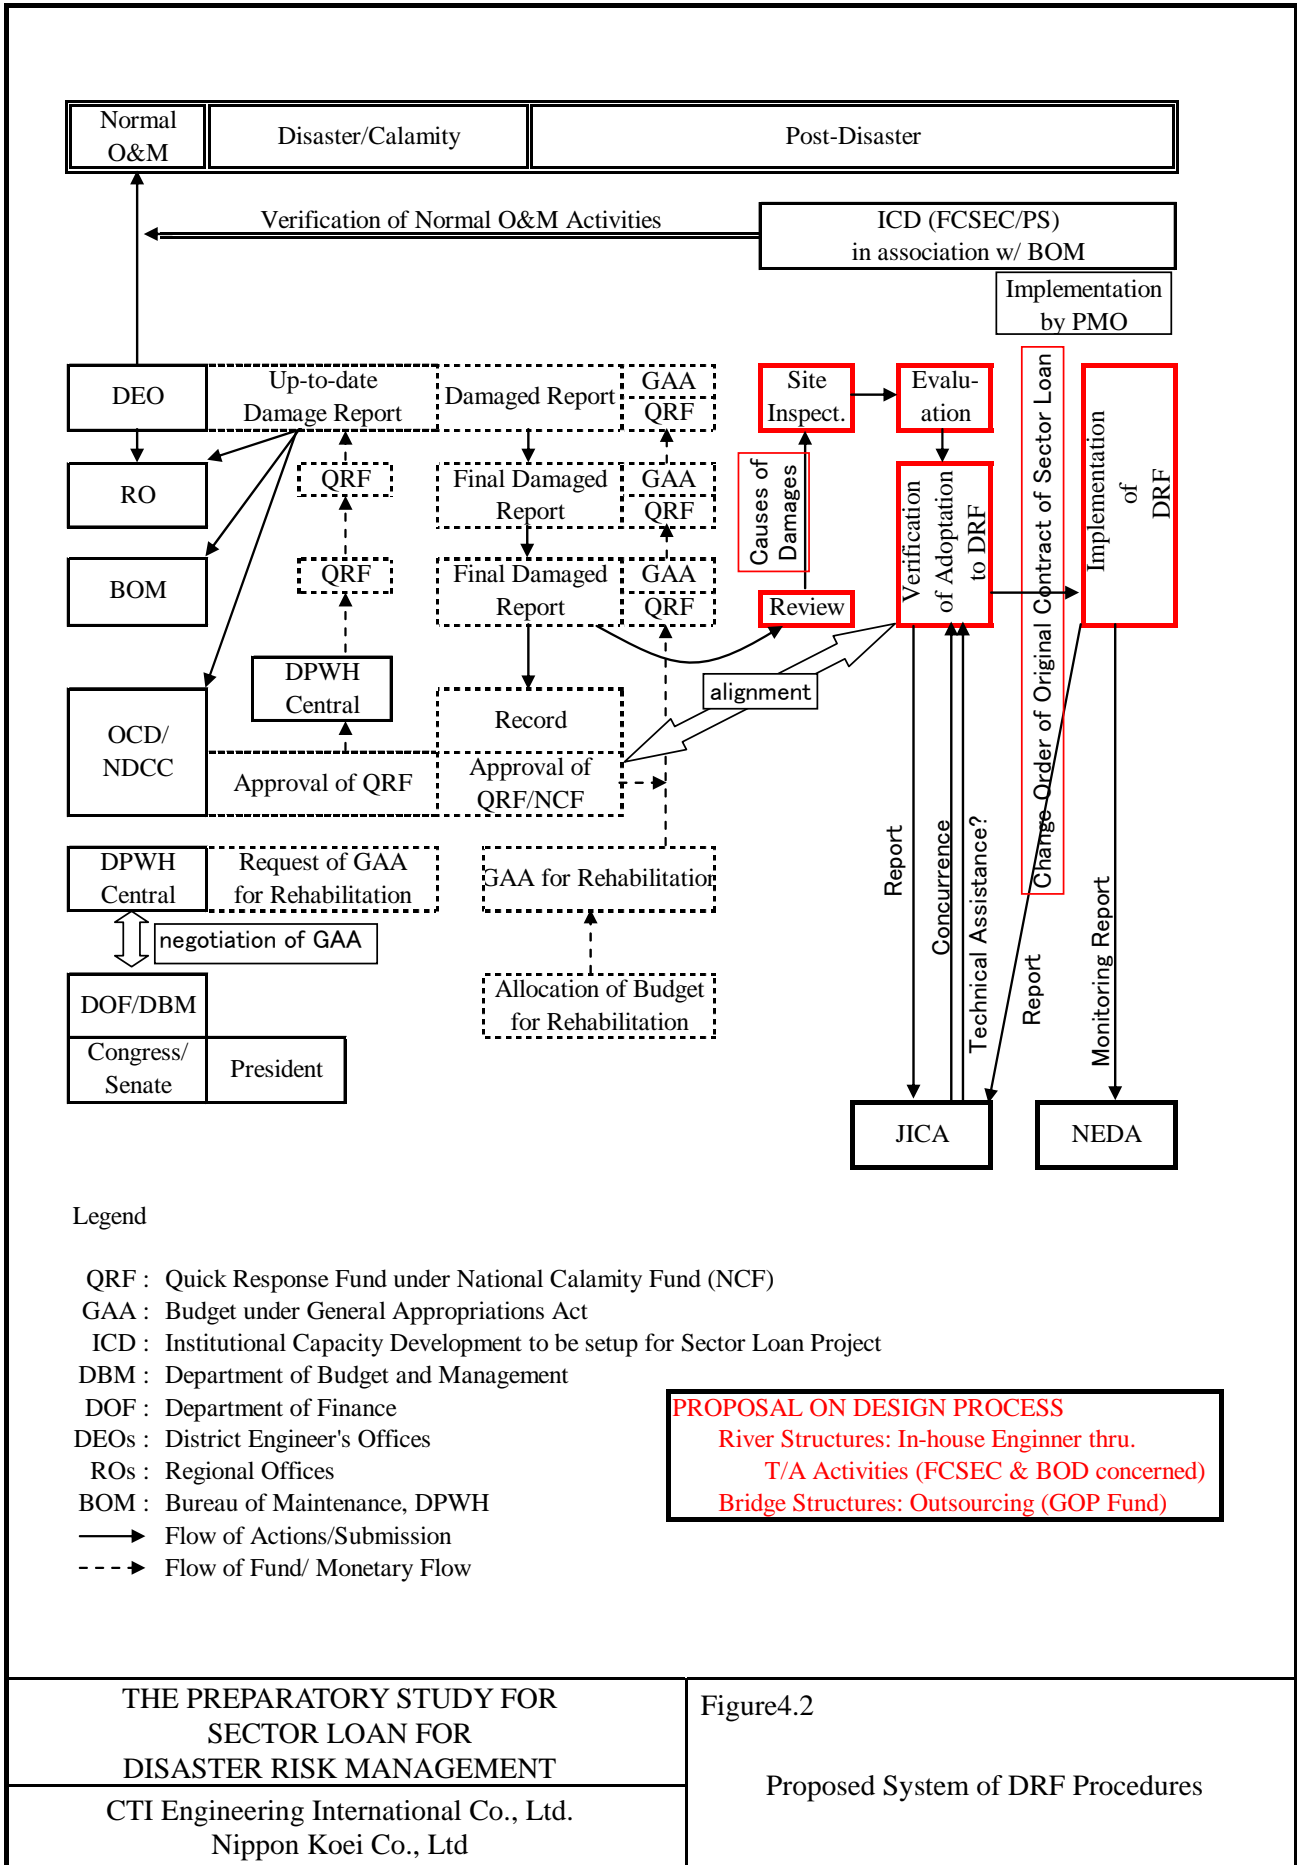 Normal
O&M
Disaster/Calamity
Post-Disaster
Verification of Normal O&M Activities
ICD (FCSEC/PS)
in association w/ BOM
Implementation
by PMO
DEO
Up-to-date
Damage Report
Damaged Report
GAA
QRF
Site
Inspect.
Evalu-
ation
RO
QRF
Final Damaged
Report
GAA
QRF
Causes of
Damages
Verification
of Adoptation
to DRF
Change Order of Original Contract of Sector Loan
Implementation
of
DRF
BOM
QRF
Final Damaged
Report
GAA
QRF
Review
DPWH
Central
alignment
OCD/
NDCC
Record
Approval of QRF
Approval of
QRF/NCF
DPWH
Central
Request of GAA
for Rehabilitation
GAA for Rehabilitation
Report
Concurrence
Technical Assistance?
Report
Monitoring Report
negotiation of GAA
DOF/DBM
Allocation of Budget
for Rehabilitation
Congress/
Senate
President
JICA
NEDA
Legend
QRF : Quick Response Fund under National Calamity Fund (NCF)
GAA : Budget under General Appropriations Act
ICD : Institutional Capacity Development to be setup for Sector Loan Project
DBM : Department of Budget and Management
DOF : Department of Finance
DEOs : District Engineer's Offices
ROs : Regional Offices
BOM : Bureau of Maintenance, DPWH
Flow of Actions/Submission
Flow of Fund/ Monetary Flow
PROPOSAL ON DESIGN PROCESS
River Structures: In-house Enginner thru.
T/A Activities (FCSEC & BOD concerned)
Bridge Structures: Outsourcing (GOP Fund)
THE PREPARATORY STUDY FOR
SECTOR LOAN FOR
DISASTER RISK MANAGEMENT
CTI Engineering International Co., Ltd.
Nippon Koei Co., Ltd
Figure4.2
Proposed System of DRF Procedures